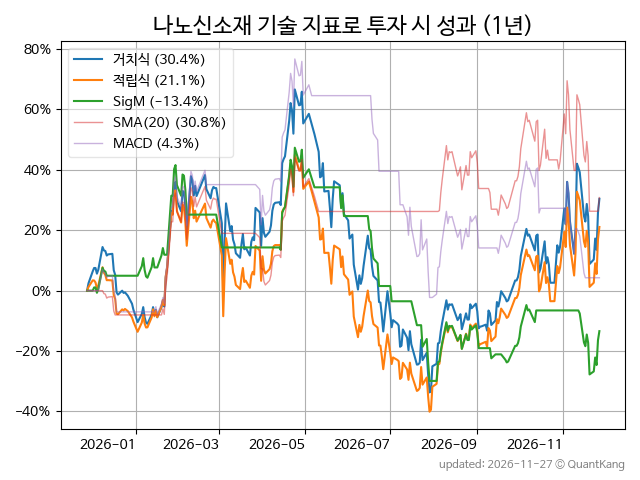 나노신소재 기술 지표로 투자 시 성과 (1년)
80%
60%
40%
20%
0%
−20%
−40%
거치식 (30.4%)
적립식 (21.1%)
SigM (−13.4%)
SMA(20) (30.8%)
MACD (4.3%)
2026-01
2026-03
2026-05
2026-07
2026-09
2026-11
updated: 2026-11-27 © QuantKang